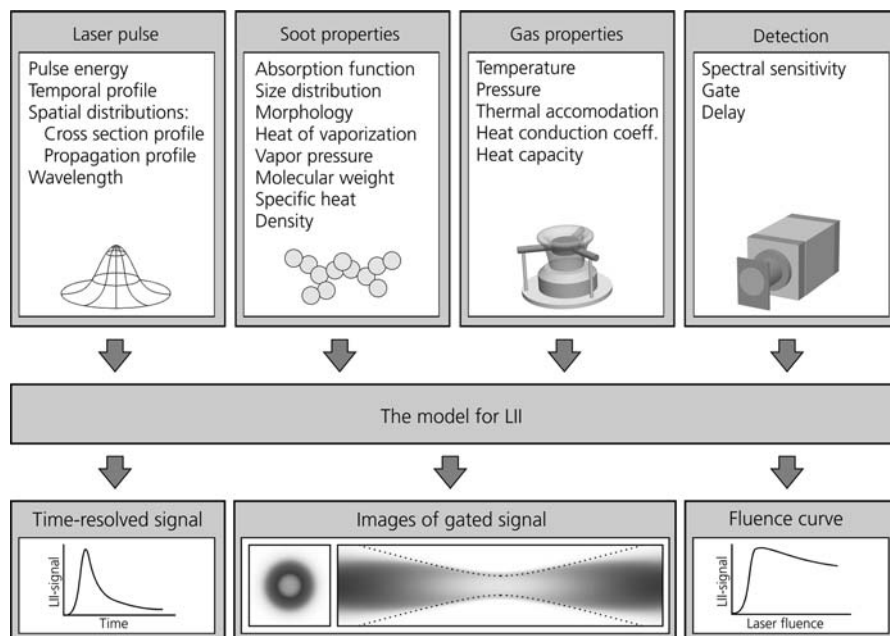 Laser pulse
Pulse energy
Temporal profile
Spatial distributions:
Cross section profile
Propagation profile
Wavelength
Soot properties
Absorption function
Size distribution
Morphology
Heat of vaporization
Vapor pressure
Molecular weight
Specific heat
Density
Gas properties
Temperature
Pressure
Thermal accomodation
Heat conduction coeff.
Heat capacity
Detection
Spectral sensitivity
Gate
Delay
The model for LII
Time-resolved signal
LII-signal
Time
Images of gated signal
Fluence curve
LII-signal
Laser fluence